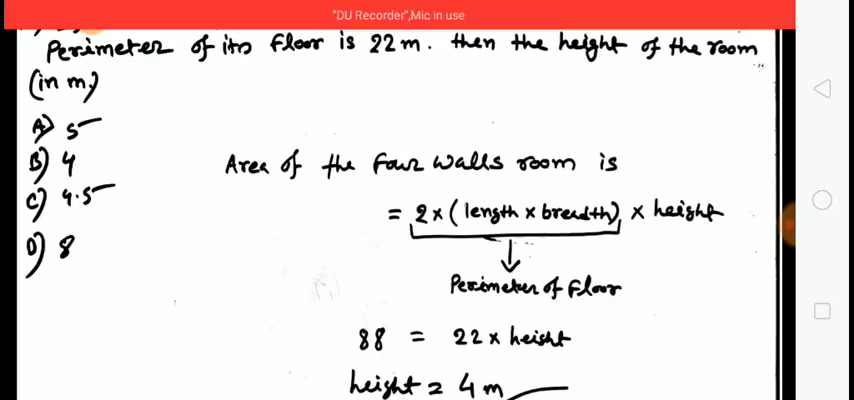 "DU Recorder",Mic in use
Perimeter of its Floor is 22 m. then the height of the room
(in m)
A) 5
B) 4
C) 4.5
D) 8
Area of the Four walls room is
= 2 × (length × breadth) × height
Perimeter of Floor
88 = 22 × height
height = 4 m